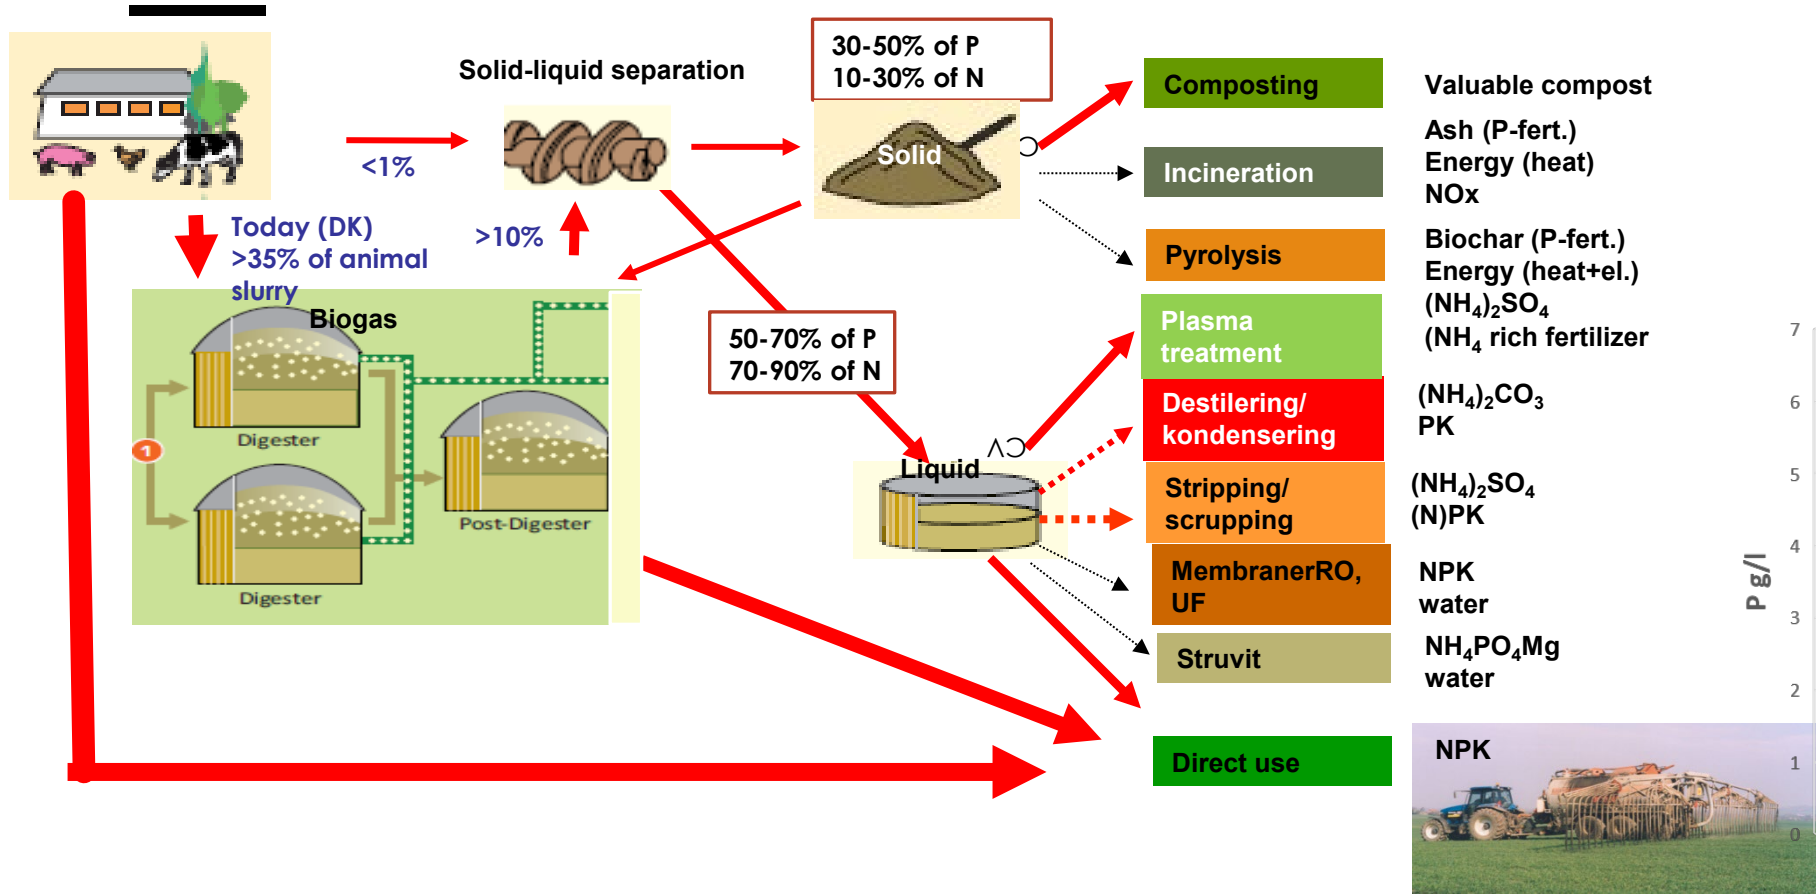 30-50% of P
10-30% of N
Solid-liquid separation
<1%
Solid
Today (DK)
>35% of animal
slurry
>10%
Biogas
Digester
1
Digester
Post-Digester
50-70% of P
70-90% of N
Liquid
Composting
Valuable compost
Incineration
Ash (P-fert.)
Energy (heat)
NOx
Pyrolysis
Biochar (P-fert.)
Energy (heat+el.)
Plasma
treatment
(NH₄)₂SO₄
(NH₄ rich fertilizer
Destilering/
kondensering
(NH₄)₂CO₃
PK
Stripping/
scrupping
(NH₄)₂SO₄
(N)PK
MembranerRO,
UF
NPK
water
Struvit
NH₄PO₄Mg
water
Direct use
NPK
P g/l
7
6
5
4
3
2
1
0